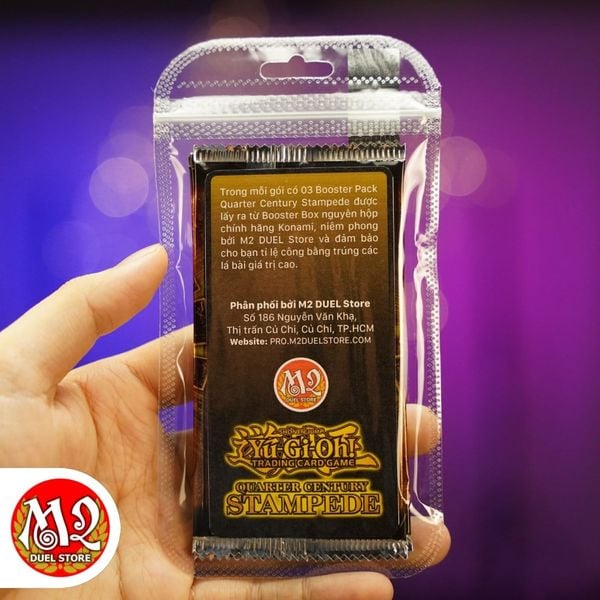 Trong mỗi gói có 03 Booster Pack
Quarter Century Stampede được
lấy ra từ Booster Box nguyên hộp
chính hãng Konami, niêm phong
bởi M2 DUEL Store và đảm bảo
cho bạn tỉ lệ công bằng trúng các
lá bài giá trị cao.
Phân phối bởi M2 DUEL Store
Số 186 Nguyễn Văn Khạ,
Thị trấn Củ Chi, Củ Chi, TP.HCM
Website: PRO.M2DUELSTORE.COM
M2
DUEL STORE
SHONEN JUMP
Yu-Gi-Oh!
TRADING CARD GAME
QUARTER CENTURY
STAMPEDE
M2
DUEL STORE